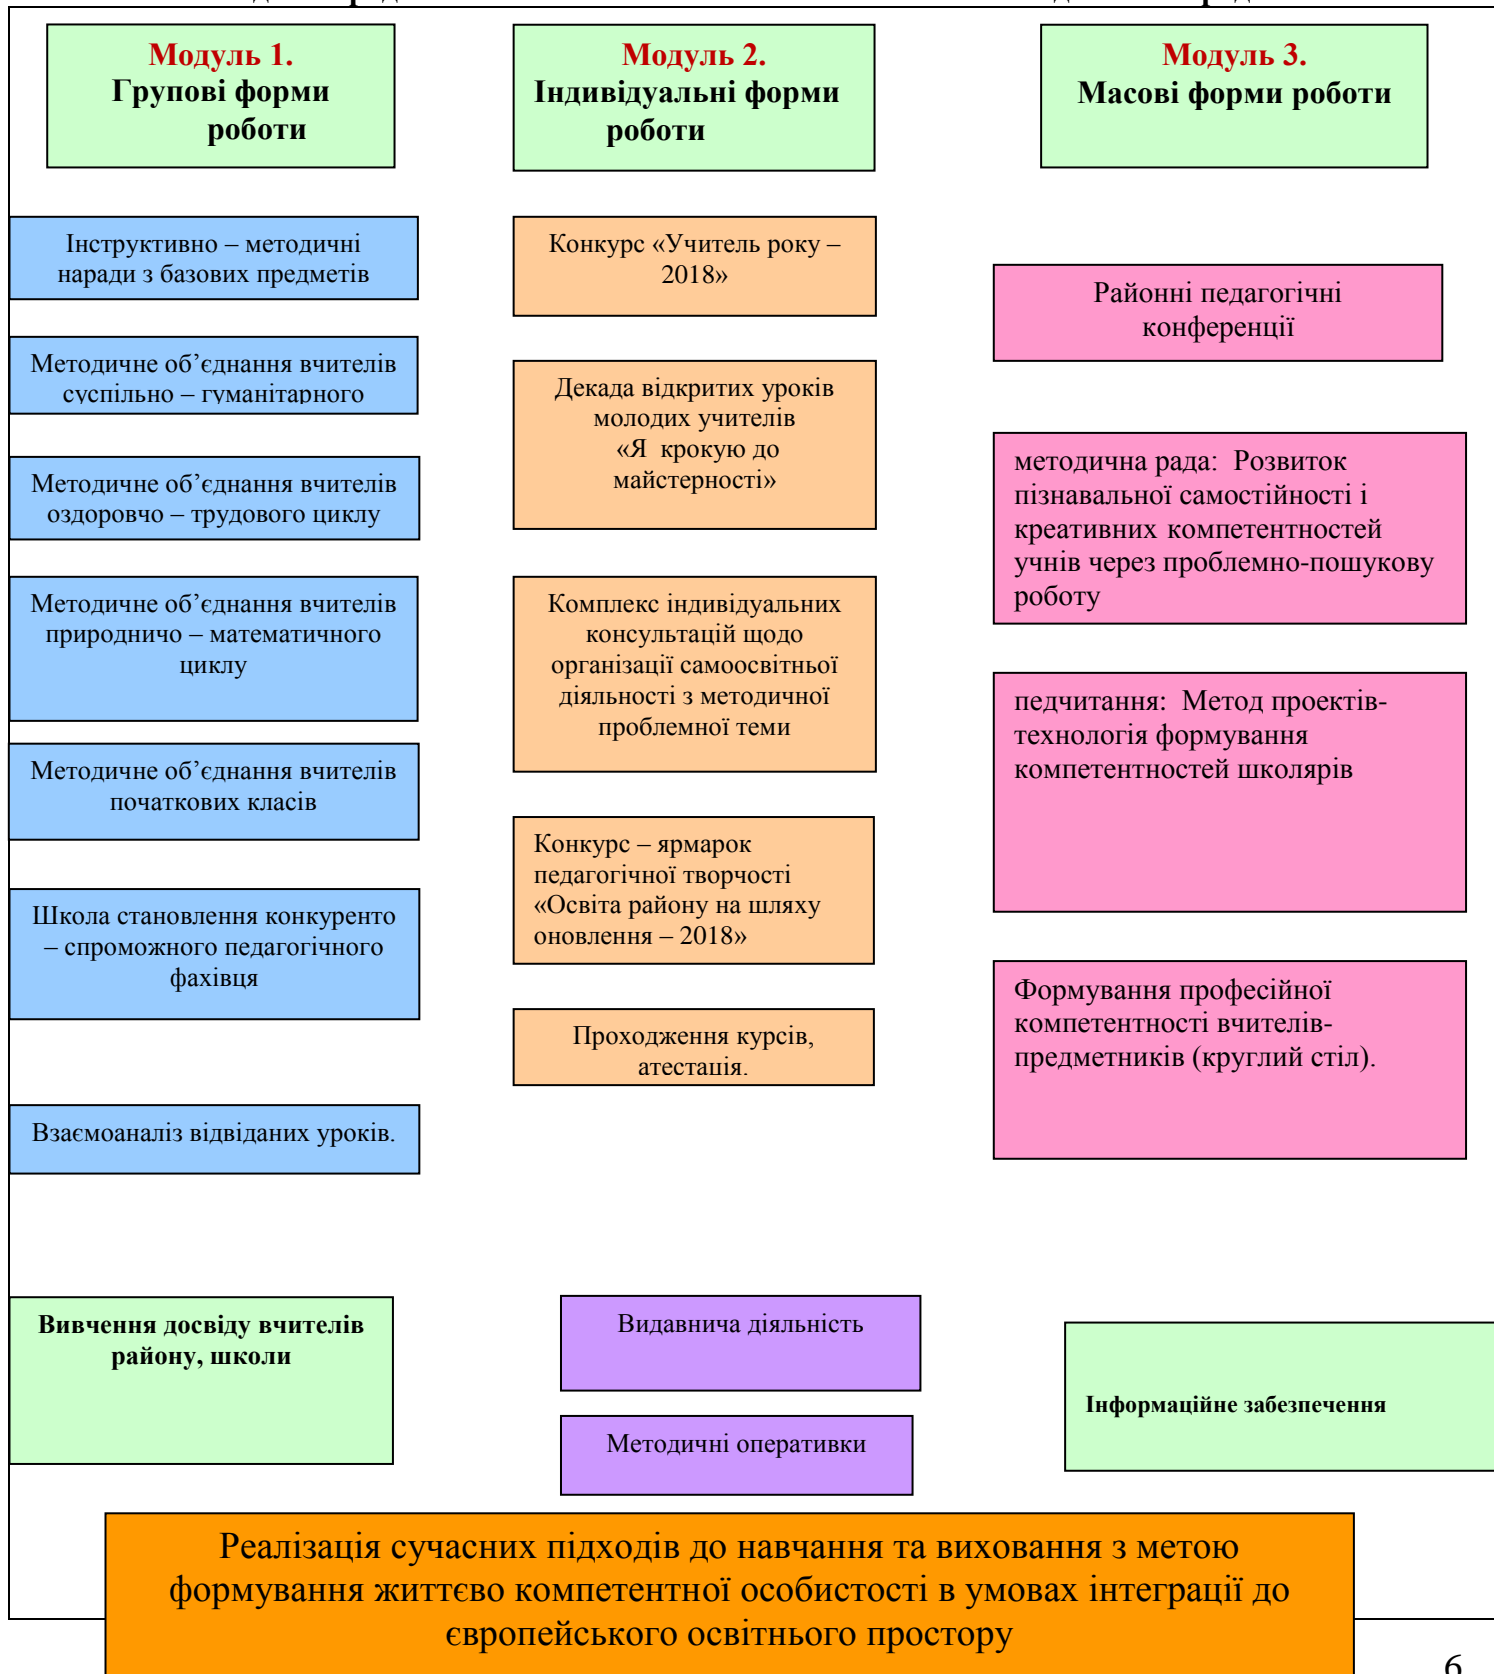 Модуль 1.
Групові форми
роботи
Модуль 2.
Індивідуальні форми
роботи
Модуль 3.
Масові форми роботи
Інструктивно – методичні
наради з базових предметів
Методичне об’єднання вчителів
суспільно – гуманітарного
Методичне об’єднання вчителів
оздоровчо – трудового циклу
Методичне об’єднання вчителів
природничо – математичного
циклу
Методичне об’єднання вчителів
початкових класів
Школа становлення конкуренто
– спроможного педагогічного
фахівця
Взаємоаналіз відвіданих уроків.
Конкурс «Учитель року –
2018»
Декада відкритих уроків
молодих учителів
«Я крокую до
майстерності»
Комплекс індивідуальних
консультацій щодо
організації самоосвітньої
діяльності з методичної
проблемної теми
Конкурс – ярмарок
педагогічної творчості
«Освіта району на шляху
оновлення – 2018»
Проходження курсів,
атестація.
Районні педагогічні
конференції
методична рада: Розвиток
пізнавальної самостійності і
креативних компетентностей
учнів через проблемно-пошукову
роботу
педчитання: Метод проектів-
технологія формування
компетентностей школярів
Формування професійної
компетентності вчителів-
предметників (круглий стіл).
Вивчення досвіду вчителів
району, школи
Видавнича діяльність
Методичні оперативки
Інформаційне забезпечення
Реалізація сучасних підходів до навчання та виховання з метою
формування життєво компетентної особистості в умовах інтеграції до
європейського освітнього простору
6